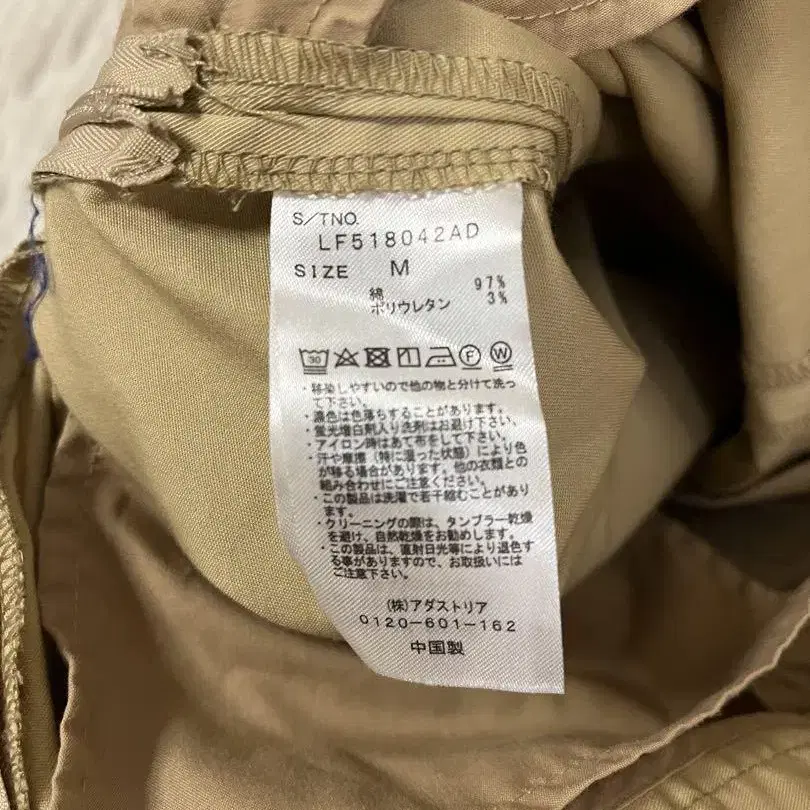 S/TNO.
LF518042AD
SIZE M
綿 97%
ポリウレタン 3%
30 F W
・移染しやすいので他の物と分けて洗っ
て下さい。
・濃色は色落ちすることがあります。
・蛍光増白剤入り洗剤はお避け下さい。
・アイロン時はあて布をして下さい。
・汗や摩擦（特に湿った状態）により色
が移る場合があります。他の衣類との
組み合わせにご注意ください。
・この製品は洗濯で若干縮むことがあり
ます。
・クリーニングの際は、タンブラー乾燥
を避け、自然乾燥をお勧めします。
・この製品は、直射日光等により退色す
る事がありますので、お取扱いには
ご注意下さい。
(株)アダストリア
0120-601-162
中国製